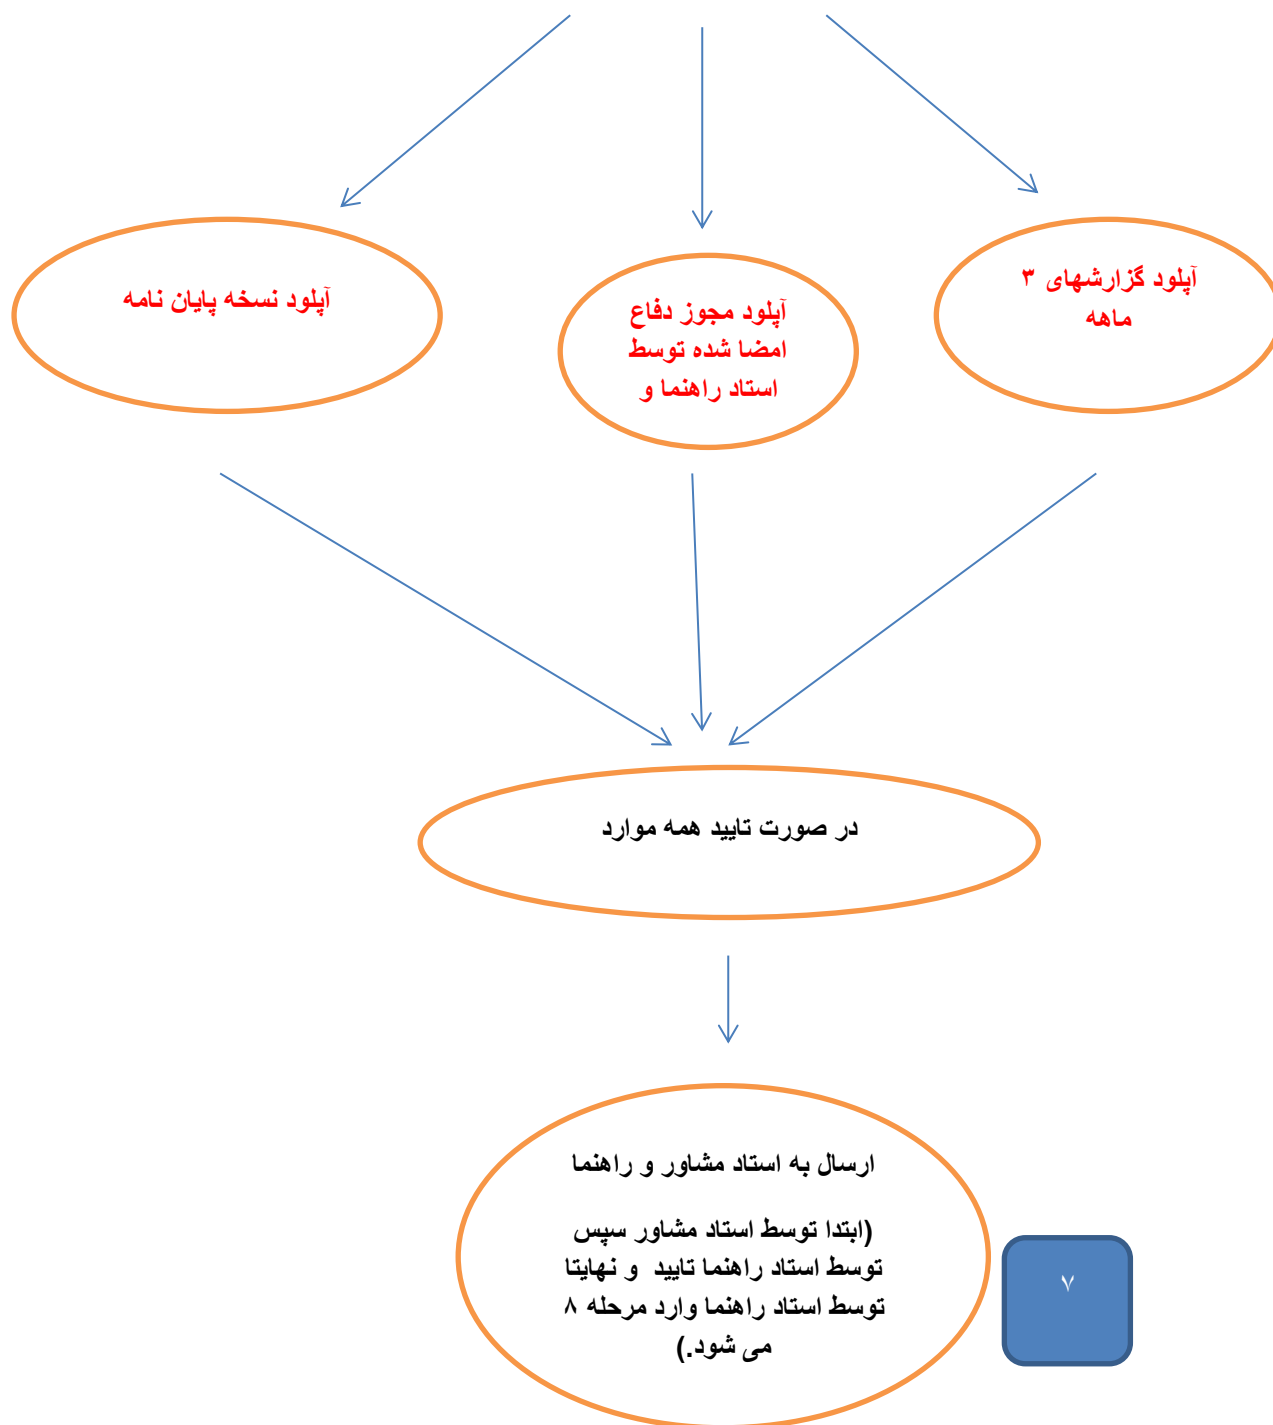 آپلود گزارشهای ۳
ماهه
آپلود مجوز دفاع
امضا شده توسط
استاد راهنما و
آپلود نسخه پایان نامه
در صورت تایید همه موارد
ارسال به استاد مشاور و راهنما
(ابتدا توسط استاد مشاور سپس
توسط استاد راهنما تایید و نهایتا
توسط استاد راهنما وارد مرحله ۸
می شود.)
۷